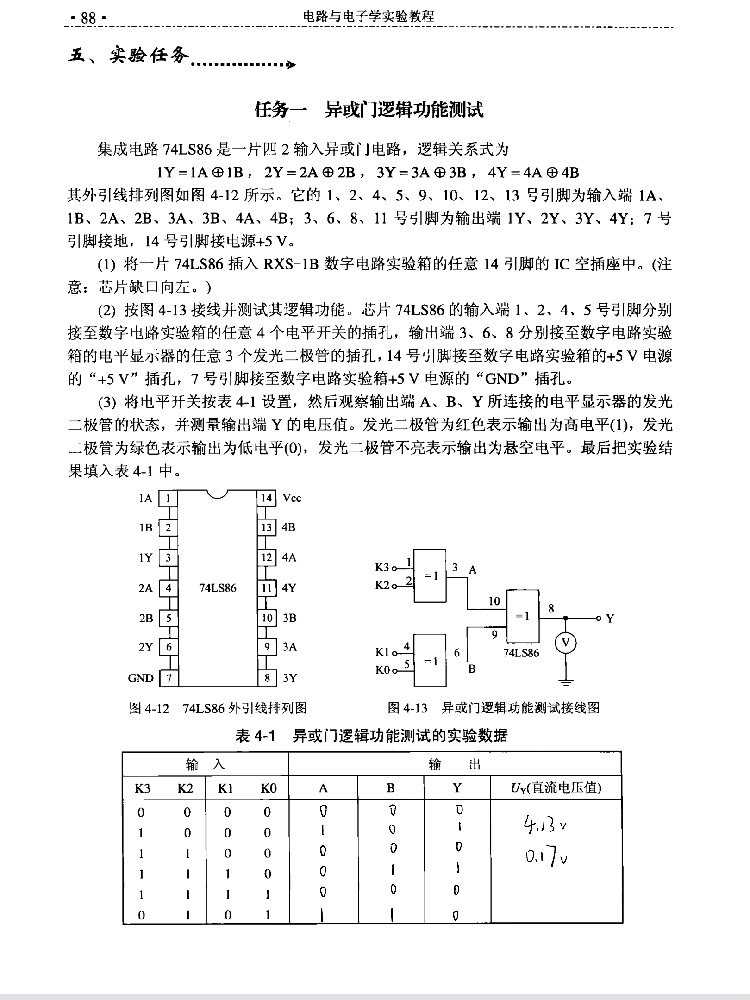 · 88 ·
电路与电子学实验教程
五、实验任务
任务一 异或门逻辑功能测试
集成电路 74LS86 是一片四 2 输入异或门电路，逻辑关系式为
1Y = 1A ⊕ 1B， 2Y = 2A ⊕ 2B， 3Y = 3A ⊕ 3B， 4Y = 4A ⊕ 4B
其外引线排列图如图 4-12 所示。它的 1、2、4、5、9、10、12、13 号引脚为输入端 1A、
1B、2A、2B、3A、3B、4A、4B；3、6、8、11 号引脚为输出端 1Y、2Y、3Y、4Y；7 号
引脚接地，14 号引脚接电源+5 V。
(1) 将一片 74LS86 插入 RXS-1B 数字电路实验箱的任意 14 引脚的 IC 空插座中。(注
意：芯片缺口向左。)
(2) 按图 4-13 接线并测试其逻辑功能。芯片 74LS86 的输入端 1、2、4、5 号引脚分别
接至数字电路实验箱的任意 4 个电平开关的插孔，输出端 3、6、8 分别接至数字电路实验
箱的电平显示器的任意 3 个发光二极管的插孔，14 号引脚接至数字电路实验箱的+5 V 电源
的“+5 V”插孔，7 号引脚接至数字电路实验箱+5 V 电源的“GND”插孔。
(3) 将电平开关按表 4-1 设置，然后观察输出端 A、B、Y 所连接的电平显示器的发光
二极管的状态，并测量输出端 Y 的电压值。发光二极管为红色表示输出为高电平(1)，发光
二极管为绿色表示输出为低电平(0)，发光二极管不亮表示输出为悬空电平。最后把实验结
果填入表 4-1 中。
1A 1 14 Vcc
1B 2 13 4B
1Y 3 12 4A
2A 4 74LS86 11 4Y
2B 5 10 3B
2Y 6 9 3A
GND 7 8 3Y
K3 1 =1 3 A
K2 2
10 =1 8 Y
9 V
74LS86
K1 4 =1 6
K0 5 B
图 4-12 74LS86 外引线排列图
图 4-13 异或门逻辑功能测试接线图
表 4-1 异或门逻辑功能测试的实验数据
输 入 输 出
K3 K2 K1 K0 A B Y UY(直流电压值)
0 0 0 0 0 0 0
1 0 0 0 1 0 1 4.13v
1 1 0 0 0 0 0 0.17v
1 1 1 0 0 1 1
1 1 1 1 0 0 0
0 1 0 1 1 1 0